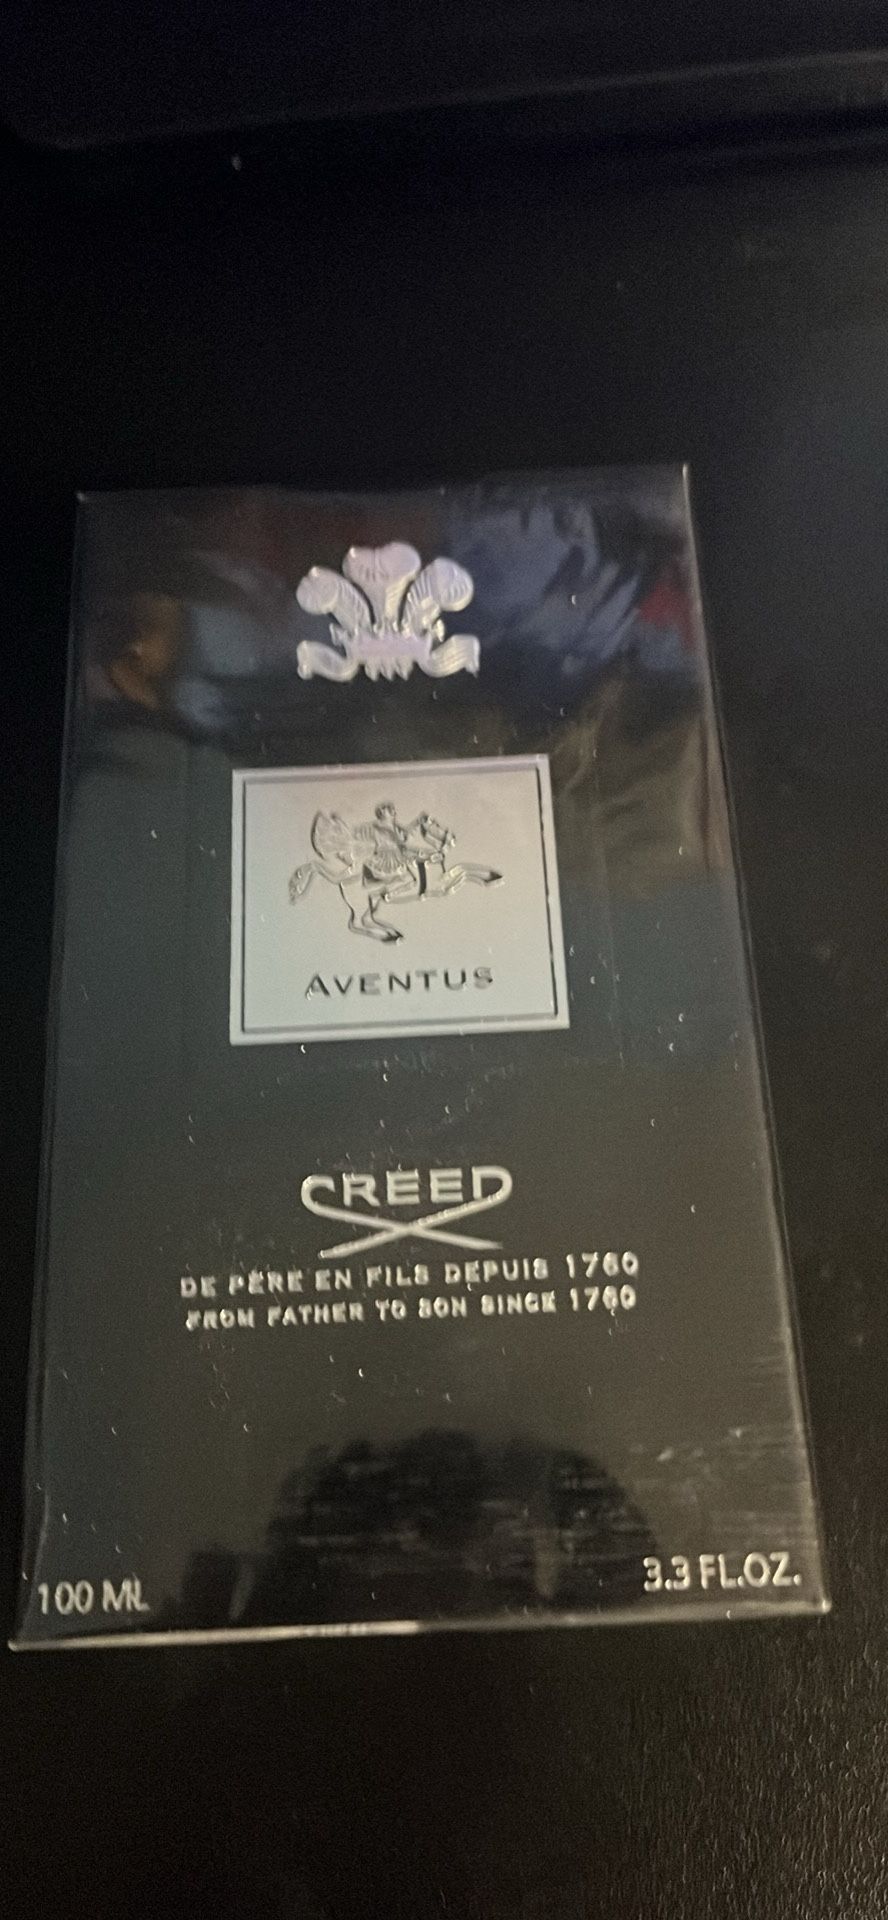 AVENTUS
CREED
DE PÈRE EN FILS DEPUIS 1760
FROM FATHER TO SON SINCE 1760
100 ML
3.3 FL.OZ.